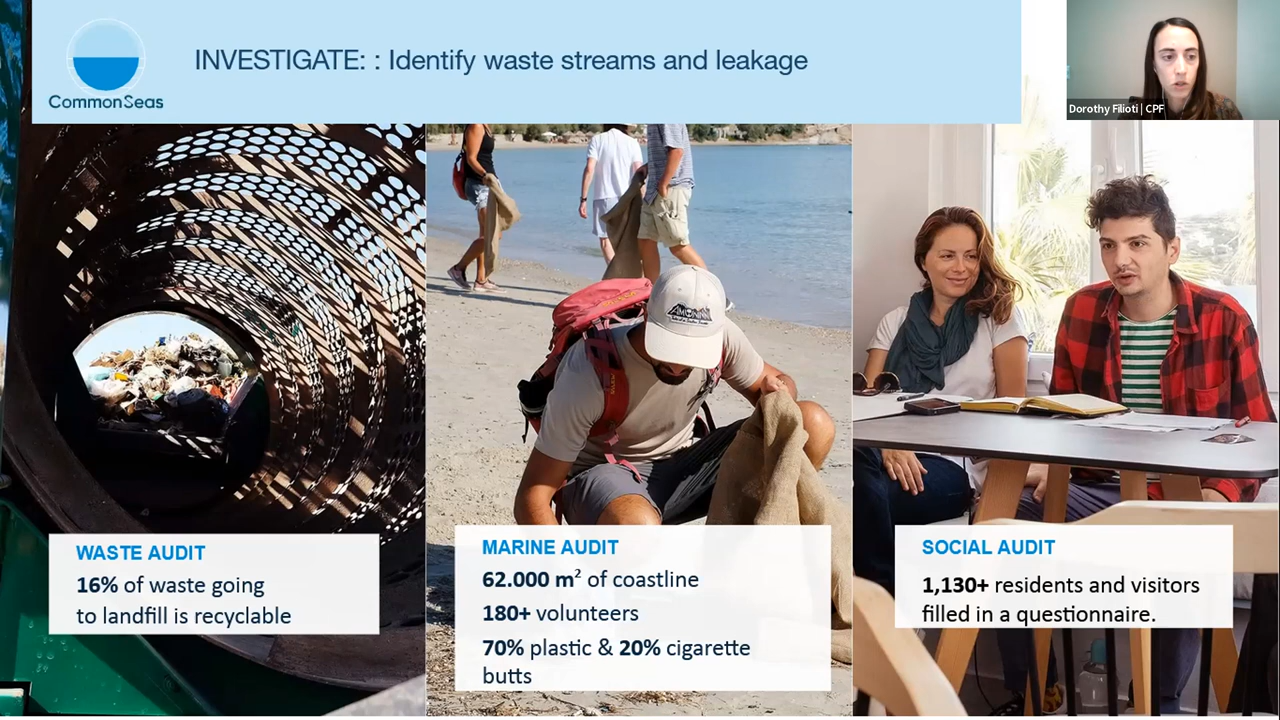 INVESTIGATE: : Identify waste streams and leakage
CommonSeas
Dorothy Filioti | CPF
WASTE AUDIT
16% of waste going
to landfill is recyclable
MARINE AUDIT
62.000 m² of coastline
180+ volunteers
70% plastic & 20% cigarette
butts
SOCIAL AUDIT
1,130+ residents and visitors
filled in a questionnaire.